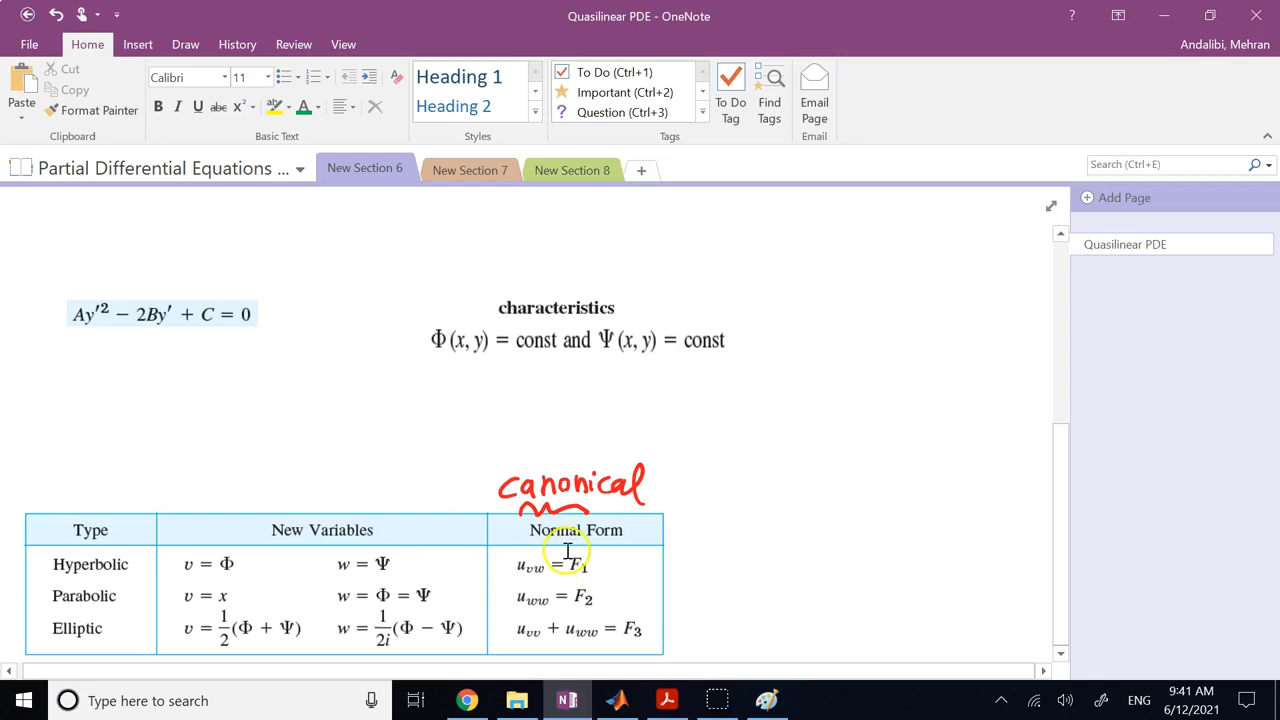 Quasilinear PDE - OneNote
?
File Home Insert Draw History Review View
Andalibi, Mehran
Paste
Cut
Copy
Format Painter
Clipboard
Calibri 11
B I U abc x² A
Basic Text
Heading 1
Heading 2
Styles
To Do (Ctrl+1)
Important (Ctrl+2)
? Question (Ctrl+3)
Tags
To Do Tag
Find Tags
Email Page
Email
Partial Differential Equations ...
New Section 6
New Section 7
New Section 8
Search (Ctrl+E)
Add Page
Quasilinear PDE
Ay′² − 2By′ + C = 0
characteristics
Φ(x, y) = const and Ψ(x, y) = const
canonical
Type New Variables Normal Form
Hyperbolic v = Φ w = Ψ u_vw = F₁
Parabolic v = x w = Φ = Ψ u_ww = F₂
Elliptic v = 1/2(Φ + Ψ) w = 1/2i(Φ − Ψ) u_vv + u_ww = F₃
Type here to search
ENG
9:41 AM
6/12/2021